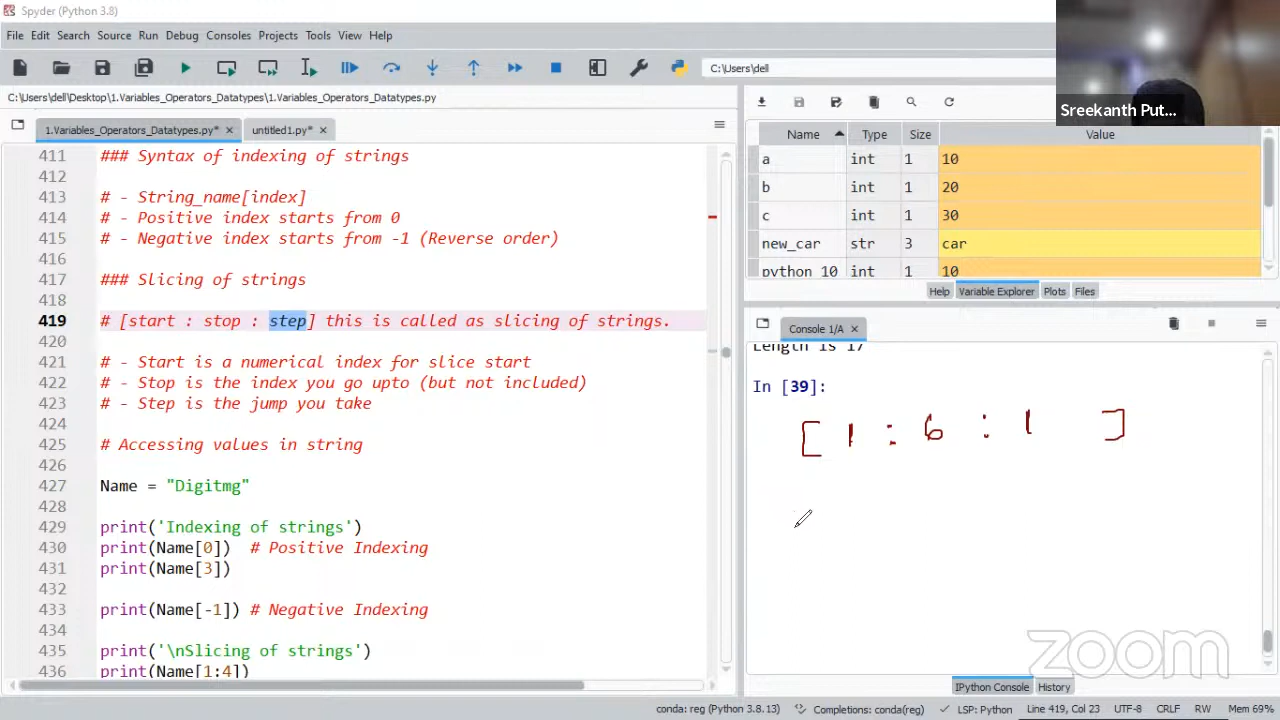 Spyder (Python 3.8)
File Edit Search Source Run Debug Consoles Projects Tools View Help
C:\Users\dell
Sreekanth Put...
C:\Users\dell\Desktop\1.Variables_Operators_Datatypes\1.Variables_Operators_Datatypes.py
1.Variables_Operators_Datatypes.py* untitled1.py*
411 ### Syntax of indexing of strings
412
413 # - String_name[index]
414 # - Positive index starts from 0
415 # - Negative index starts from -1 (Reverse order)
416
417 ### Slicing of strings
418
419 # [start : stop : step] this is called as slicing of strings.
420
421 # - Start is a numerical index for slice start
422 # - Stop is the index you go upto (but not included)
423 # - Step is the jump you take
424
425 # Accessing values in string
426
427 Name = "Digitmg"
428
429 print('Indexing of strings')
430 print(Name[0])  # Positive Indexing
431 print(Name[3])
432
433 print(Name[-1]) # Negative Indexing
434
435 print('\nSlicing of strings')
436 print(Name[1:4])
Name Type Size Value
a int 1 10
b int 1 20
c int 1 30
new_car str 3 car
python_10 int 1 10
Help Variable Explorer Plots Files
Console 1/A
Length is 17
In [39]:
[ 1 : 6 : 1 ]
zoom
IPython Console History
conda: reg (Python 3.8.13) Completions: conda(reg) LSP: Python Line 419, Col 23 UTF-8 CRLF RW Mem 69%